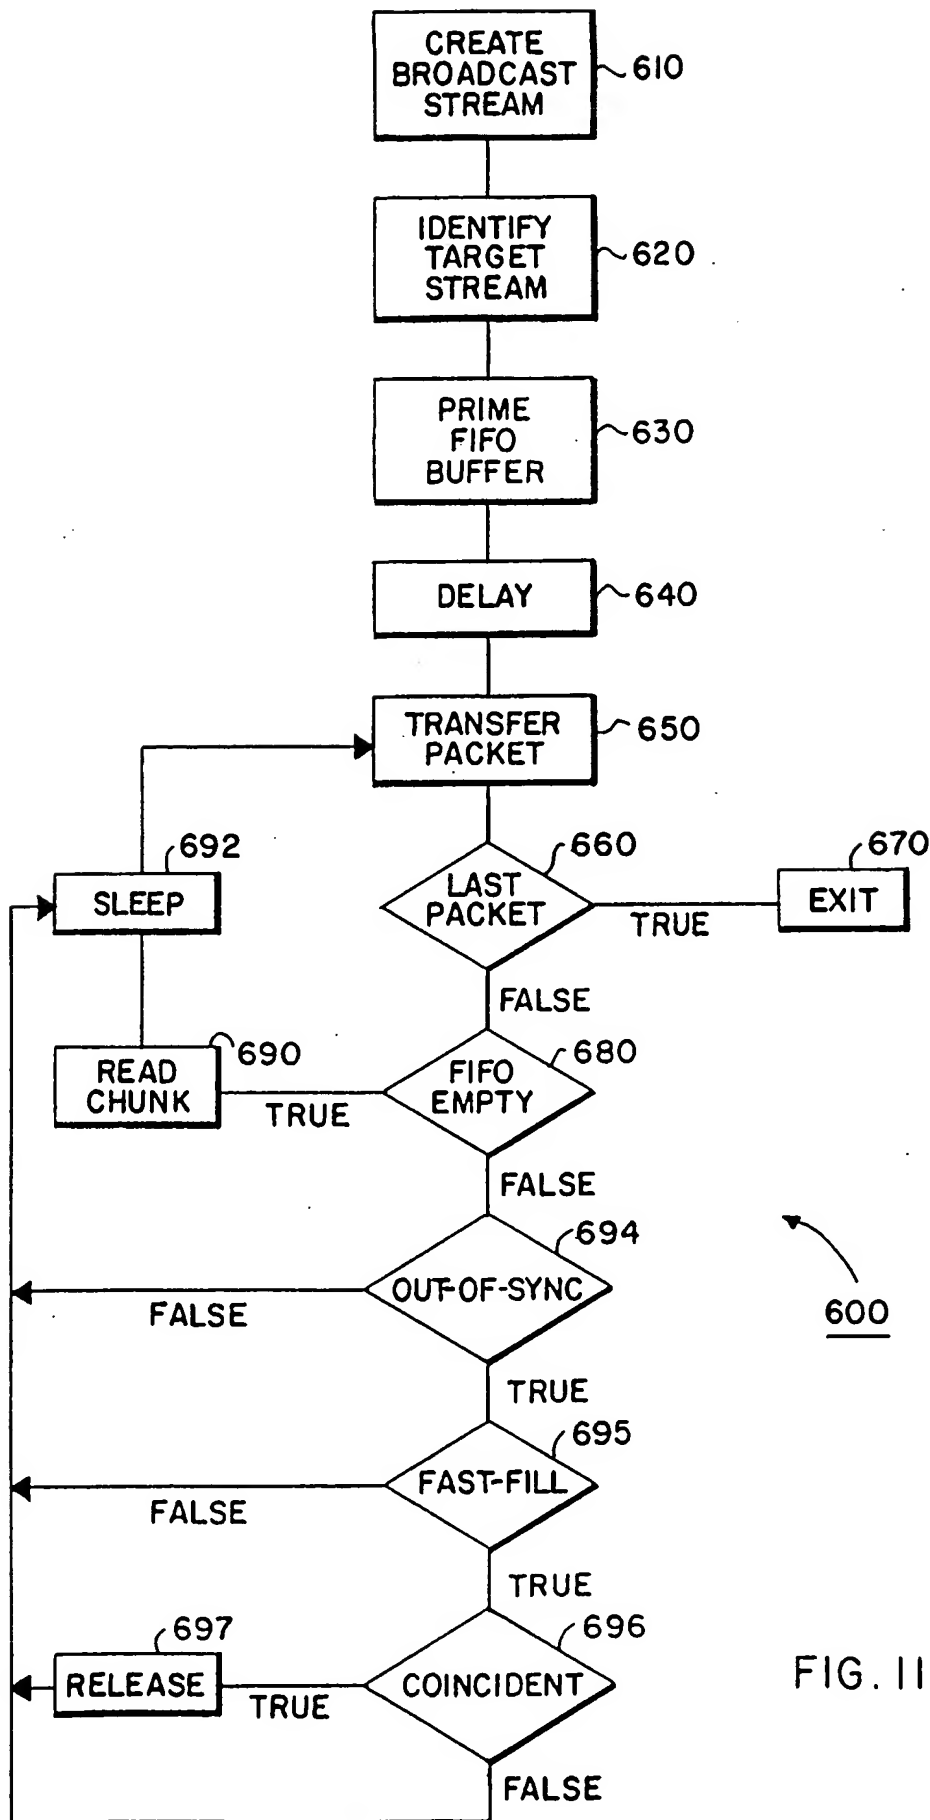 CREATE
BROADCAST
STREAM
610
IDENTIFY
TARGET
STREAM
620
PRIME
FIFO
BUFFER
630
DELAY
640
TRANSFER
PACKET
650
692
SLEEP
660
LAST
PACKET
TRUE
670
EXIT
FALSE
690
READ
CHUNK
TRUE
680
FIFO
EMPTY
FALSE
694
OUT-OF-SYNC
FALSE
600
TRUE
695
FAST-FILL
FALSE
TRUE
697
RELEASE
TRUE
696
COINCIDENT
FIG. 11
FALSE